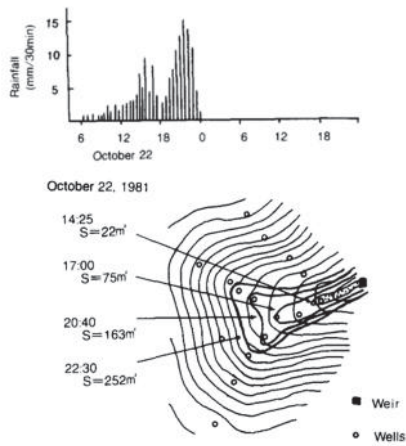 Rainfall
(mm/30min)
15
10
5
6 12 18 0 6 12 18
October 22
October 22, 1981
14:25
S=22㎡
17:00
S=75㎡
20:40
S=163㎡
22:30
S=252㎡
Weir
Wells